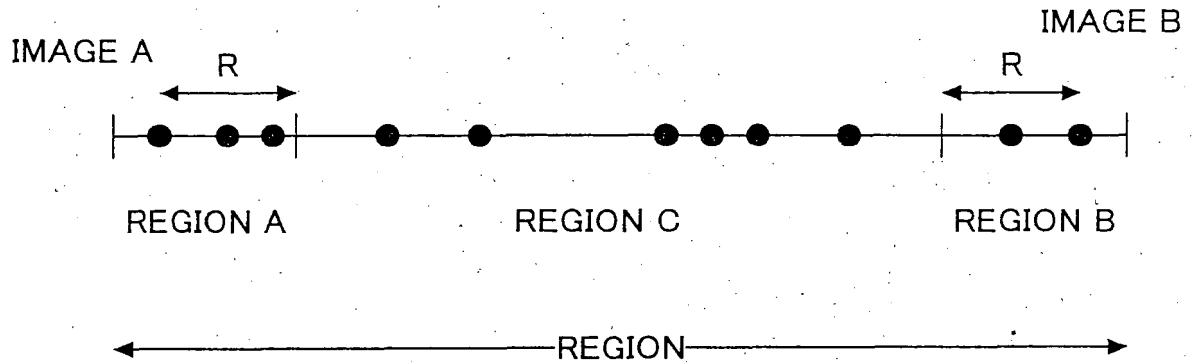 IMAGE B
IMAGE A
R
R
REGION A
REGION C
REGION B
REGION